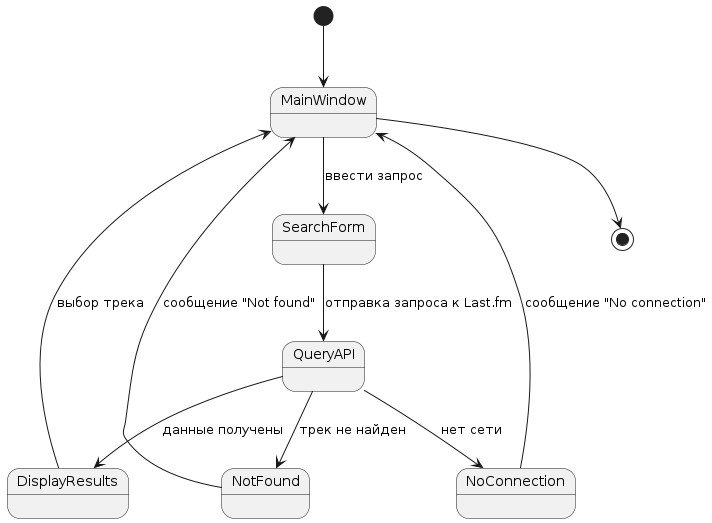 MainWindow
ввести запрос
SearchForm
выбор трека
сообщение "Not found"
отправка запроса к Last.fm
сообщение "No connection"
QueryAPI
данные получены
трек не найден
нет сети
DisplayResults
NotFound
NoConnection